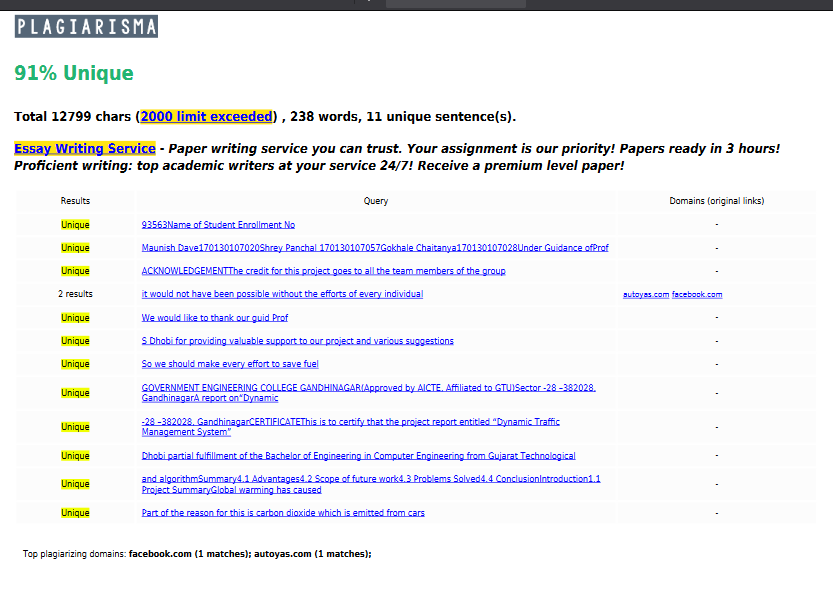 PLAGIARISMA
91% Unique
Total 12799 chars (2000 limit exceeded) , 238 words, 11 unique sentence(s).
Essay Writing Service - Paper writing service you can trust. Your assignment is our priority! Papers ready in 3 hours!
Proficient writing: top academic writers at your service 24/7! Receive a premium level paper!
Results Query Domains (original links)
Unique 93563Name of Student Enrollment No -
Unique Maunish Dave170130107020Shrey Panchal 170130107057Gokhale Chaitanya170130107028Under Guidance ofProf -
Unique ACKNOWLEDGEMENTThe credit for this project goes to all the team members of the group -
2 results it would not have been possible without the efforts of every individual autoyas.com facebook.com
Unique We would like to thank our guid Prof -
Unique S Dhobi for providing valuable support to our project and various suggestions -
Unique So we should make every effort to save fuel -
Unique GOVERNMENT ENGINEERING COLLEGE GANDHINAGAR(Approved by AICTE, Affiliated to GTU)Sector -28 –382028, -
GandhinagarA report on“Dynamic
Unique -28 –382028, GandhinagarCERTIFICATEThis is to certify that the project report entitled “Dynamic Traffic -
Management System”
Unique Dhobi partial fulfillment of the Bachelor of Engineering in Computer Engineering from Gujarat Technological -
Unique and algorithmSummary4.1 Advantages4.2 Scope of future work4.3 Problems Solved4.4 ConclusionIntroduction1.1 -
Project SummaryGlobal warming has caused
Unique Part of the reason for this is carbon dioxide which is emitted from cars -
Top plagiarizing domains: facebook.com (1 matches); autoyas.com (1 matches);